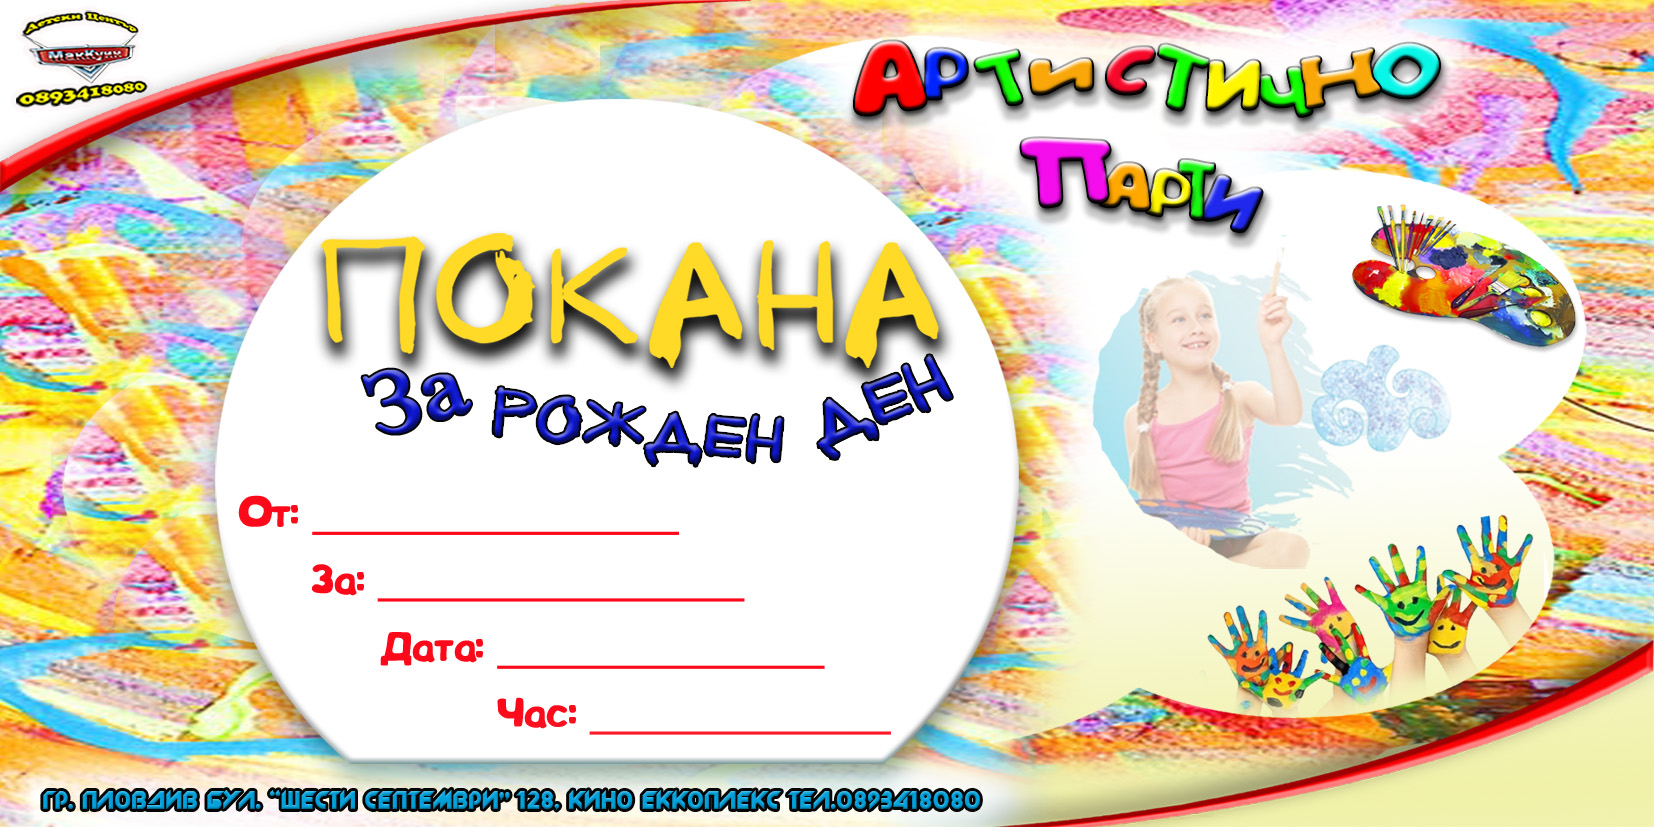 Детски Център
МакКуин
0893418080
Артистично
Парти
ПОКАНА
За рожден ден
От:
За:
Дата:
Час:
ГР. ПЛОВДИВ БУЛ. "ШЕСТИ СЕПТЕМВРИ" 128, КИНО ЕККОПЛЕКС ТЕЛ.0893418080